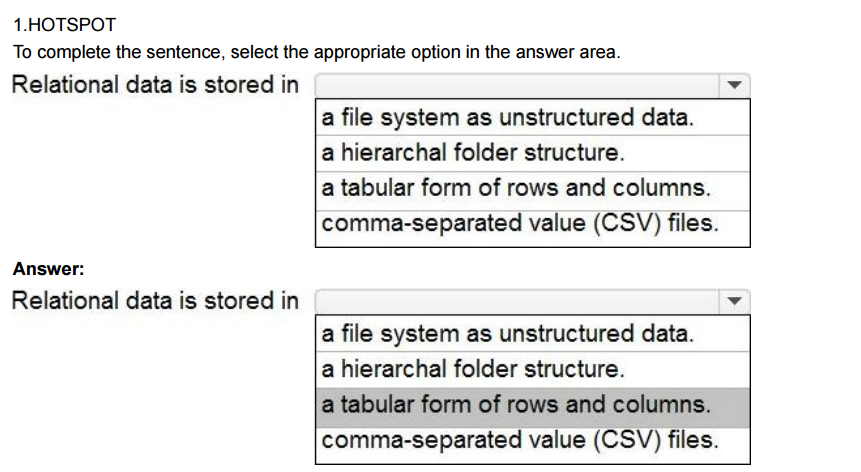 1.HOTSPOT
To complete the sentence, select the appropriate option in the answer area.
Relational data is stored in
a file system as unstructured data.
a hierarchal folder structure.
a tabular form of rows and columns.
comma-separated value (CSV) files.
Answer:
Relational data is stored in
a file system as unstructured data.
a hierarchal folder structure.
a tabular form of rows and columns.
comma-separated value (CSV) files.